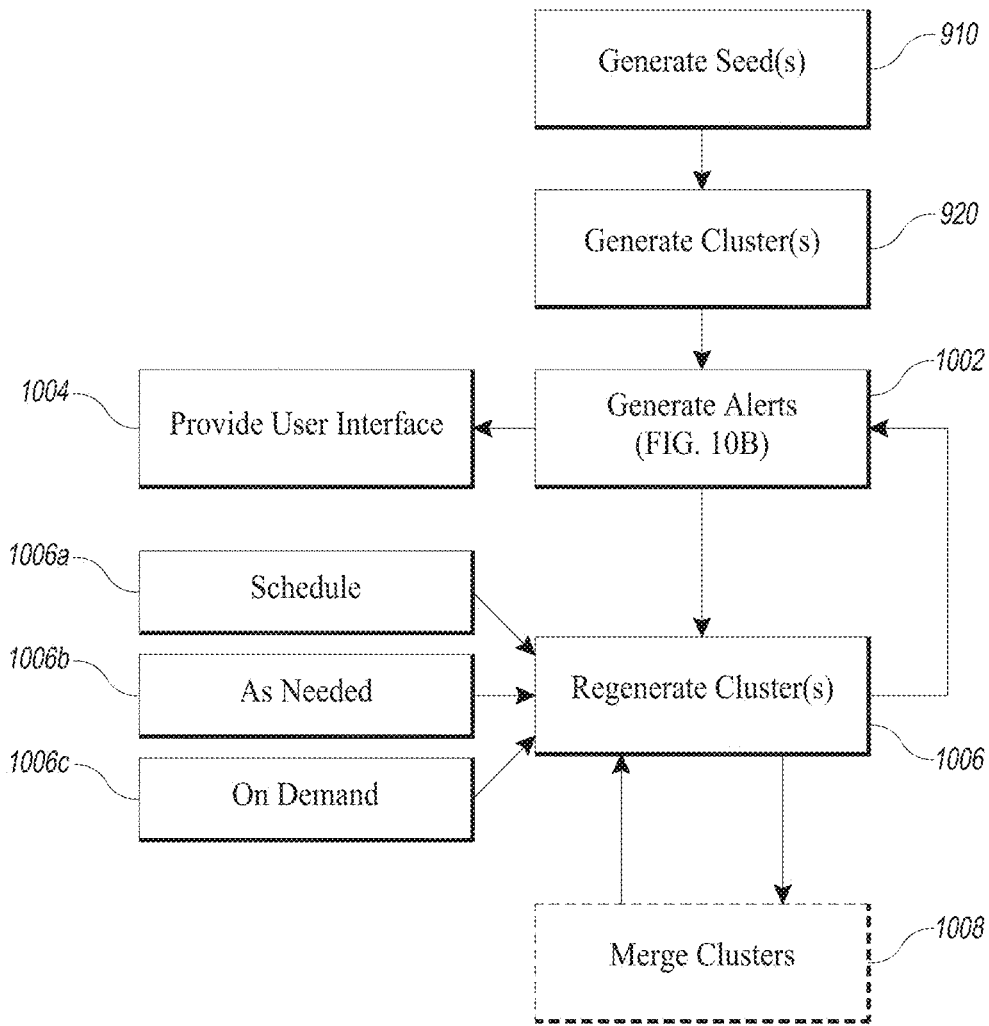 Generate Seed(s)
910
Generate Cluster(s)
920
1004
Provide User Interface
Generate Alerts
(FIG. 10B)
1002
1006a
Schedule
1006b
As Needed
1006c
On Demand
Regenerate Cluster(s)
1006
Merge Clusters
1008